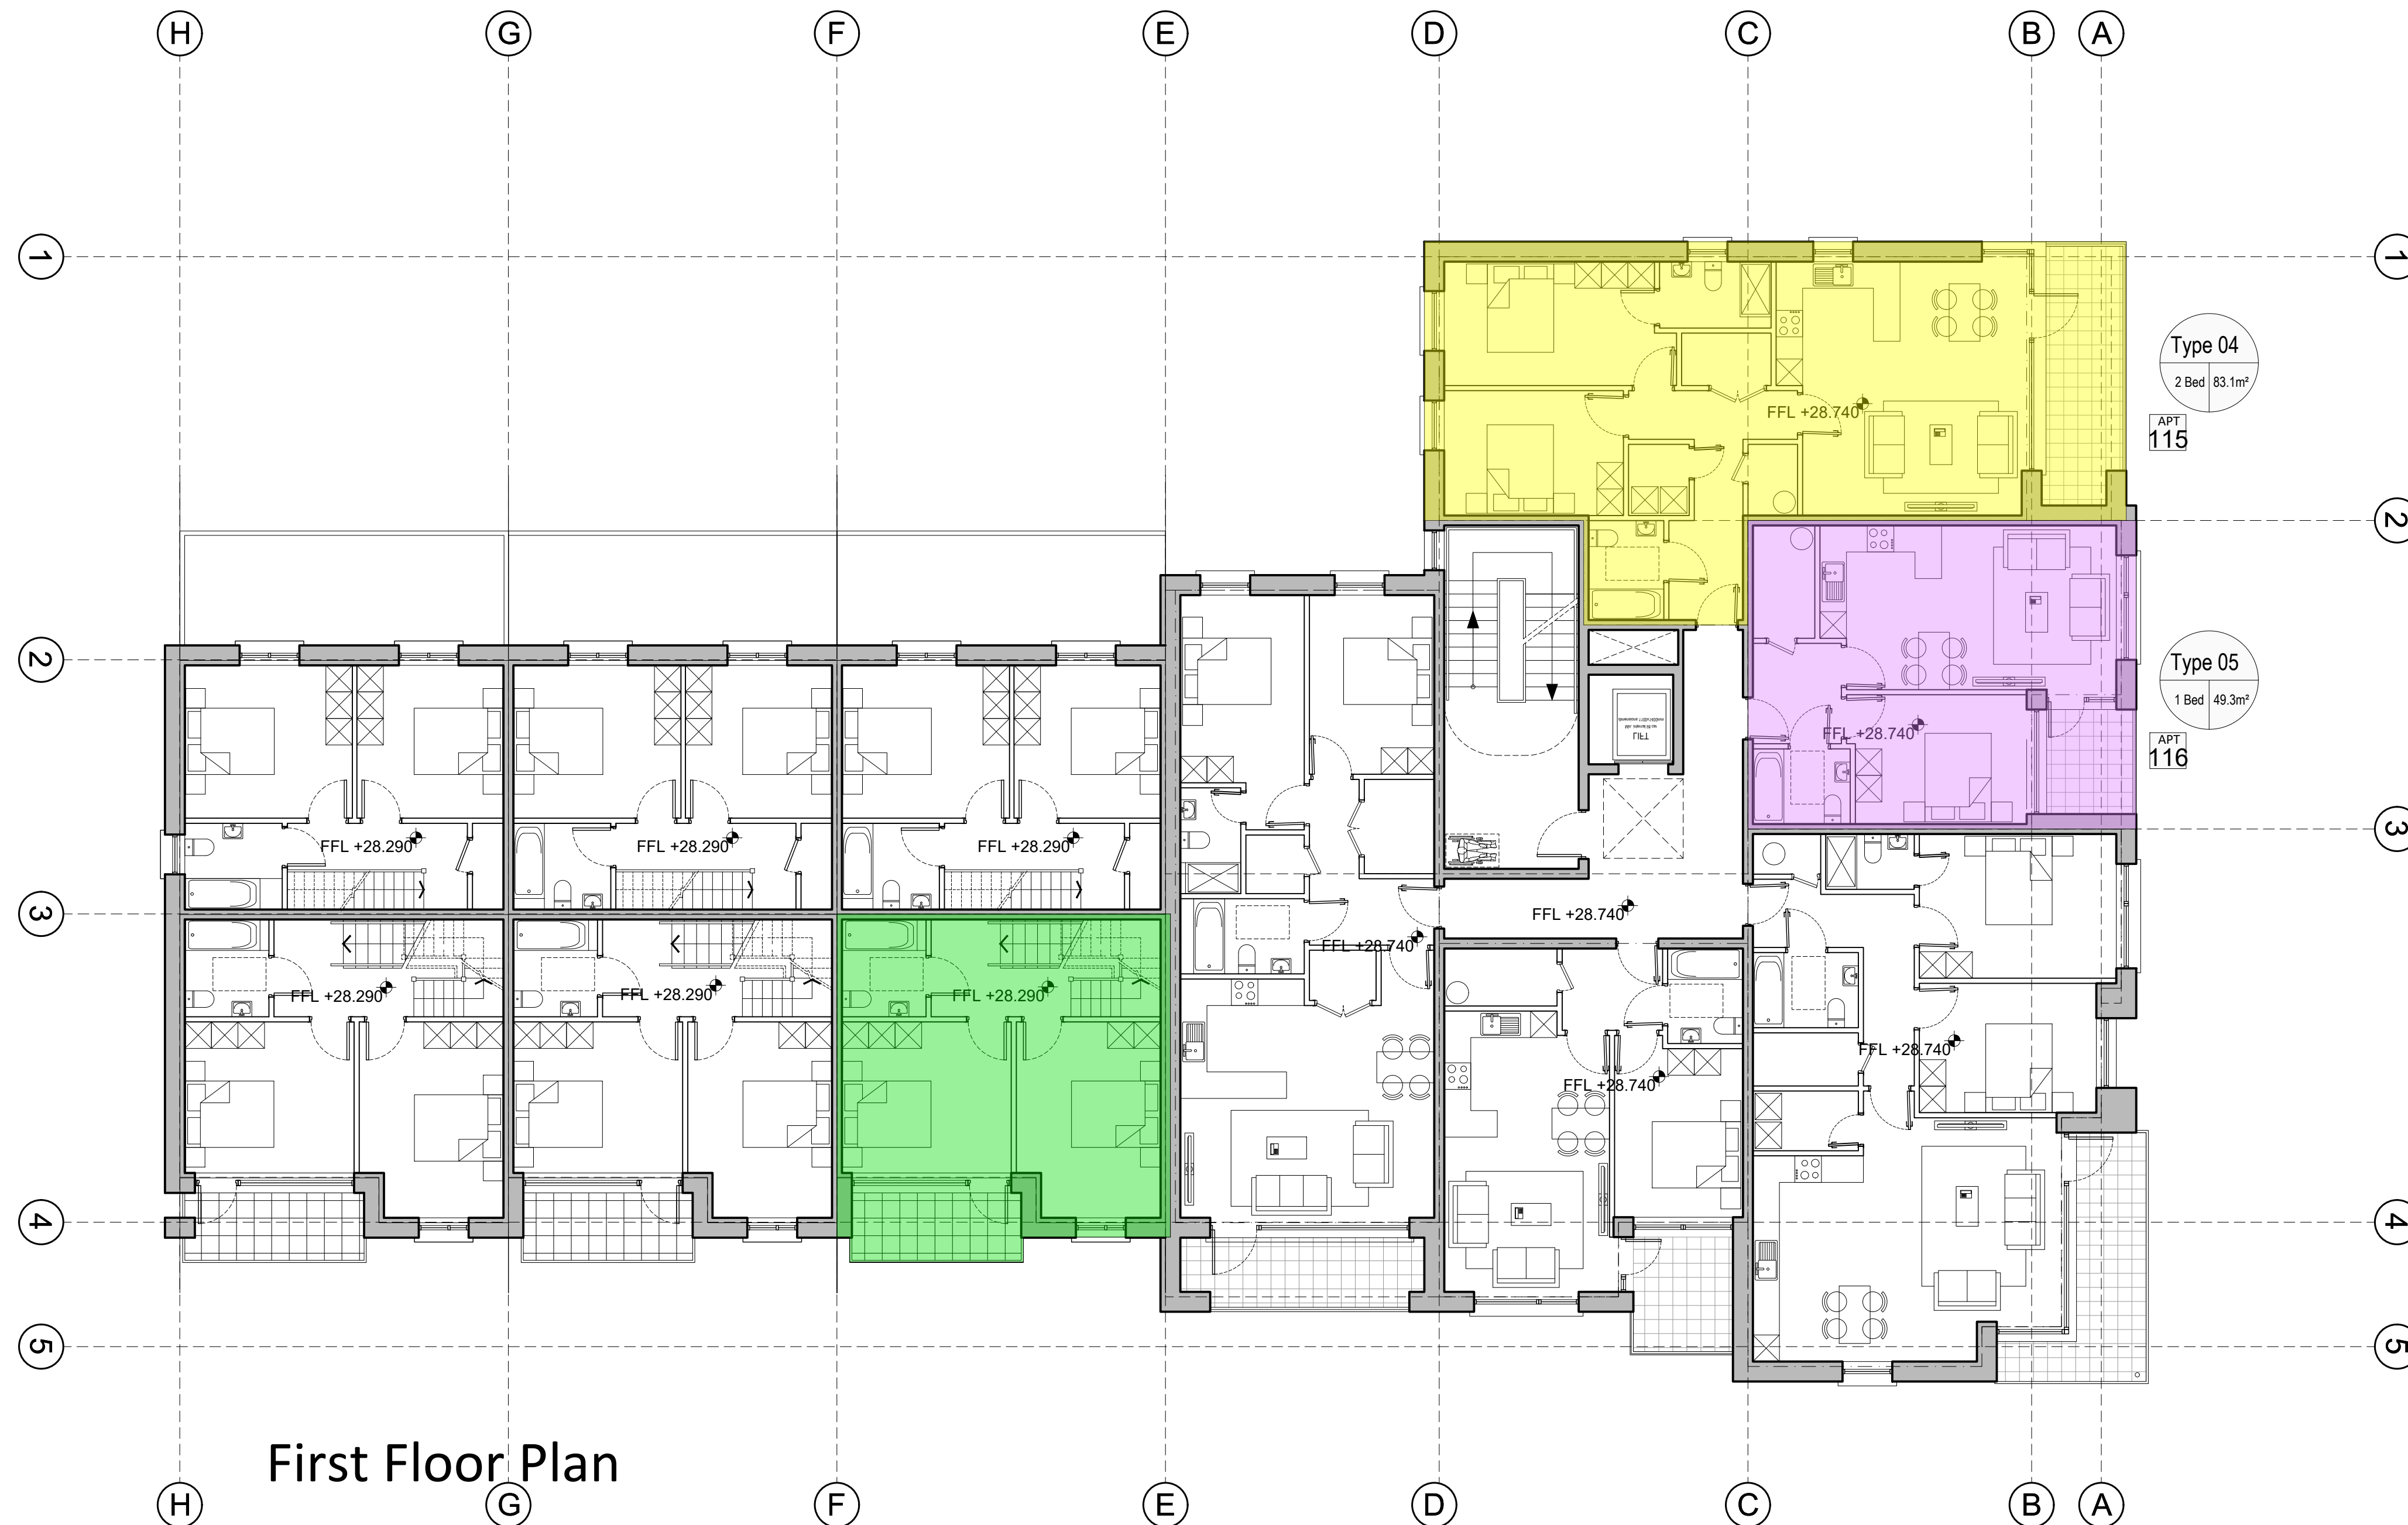 H G F E D C B A
1 1
Type 04
2 Bed 83.1m²
FFL +28.740
APT
115
2
2
Type 05
1 Bed 49.3m²
LIFT
FFL +28.740
APT
116
3
FFL +28.290 FFL +28.290 FFL +28.290
3
FFL +28.740
FFL +28.740
FFL +28.290 FFL +28.290 FFL +28.290
FFL +28.740
FFL +28.740
4 4
5 5
First Floor Plan
H G F E D C B A